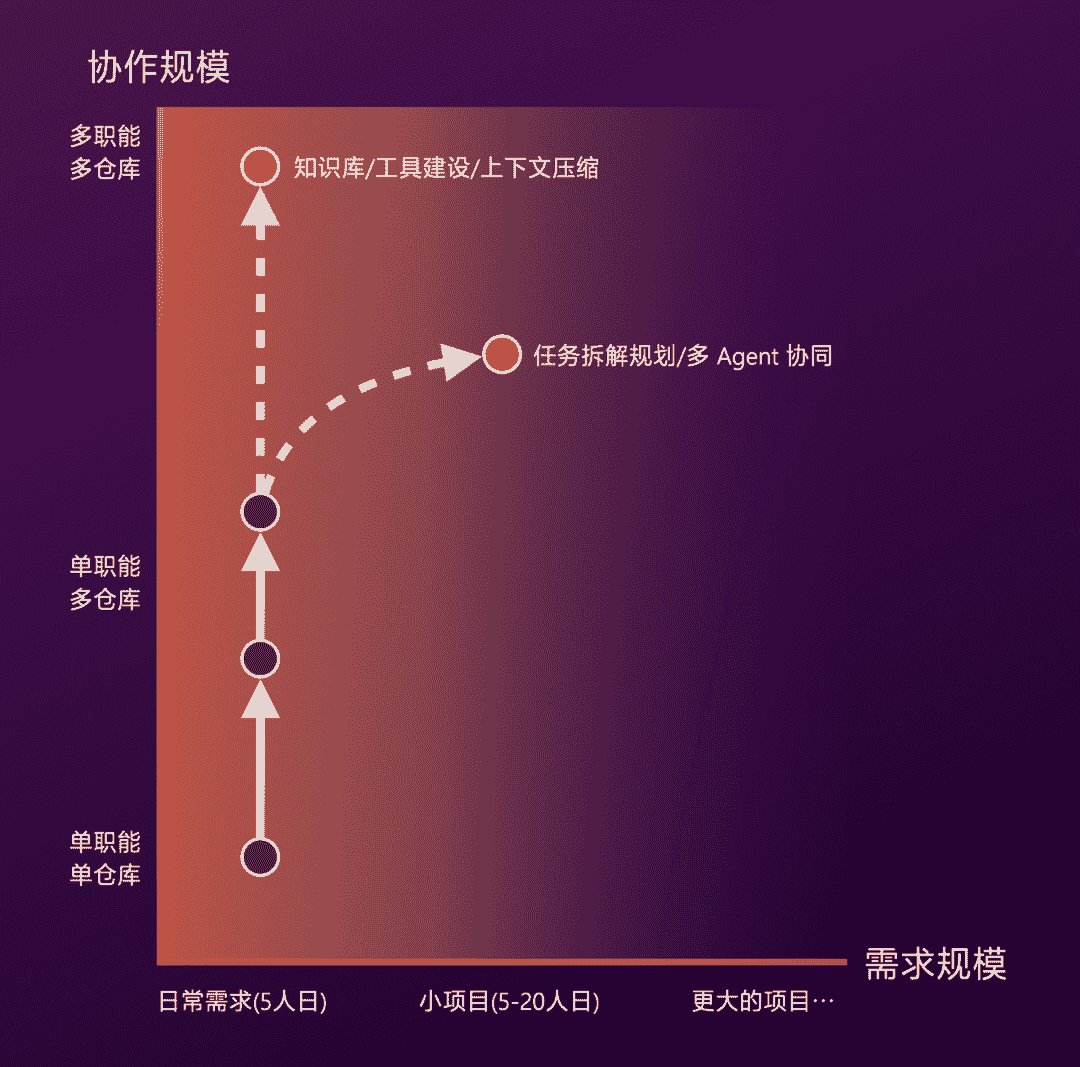 协作规模
多职能
多仓库
知识库/工具建设/上下文压缩
任务拆解规划/多 Agent 协同
单职能
多仓库
单职能
单仓库
需求规模
日常需求(5人日)
小项目(5-20人日)
更大的项目…